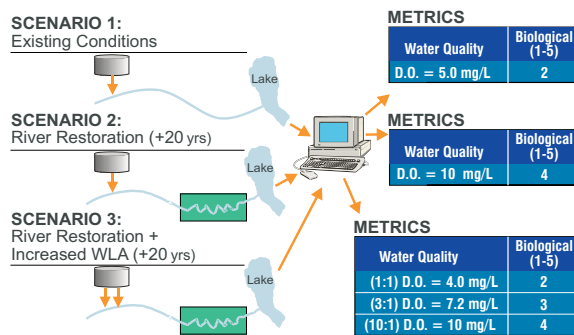 SCENARIO 1:
Existing Conditions
Lake
SCENARIO 2:
River Restoration (+20 yrs)
Lake
SCENARIO 3:
River Restoration +
Increased WLA (+20 yrs)
Lake
METRICS
Water Quality Biological (1-5)
D.O. = 5.0 mg/L 2
METRICS
Water Quality Biological (1-5)
D.O. = 10 mg/L 4
METRICS
Water Quality Biological (1-5)
(1:1) D.O. = 4.0 mg/L 2
(3:1) D.O. = 7.2 mg/L 3
(10:1) D.O. = 10 mg/L 4